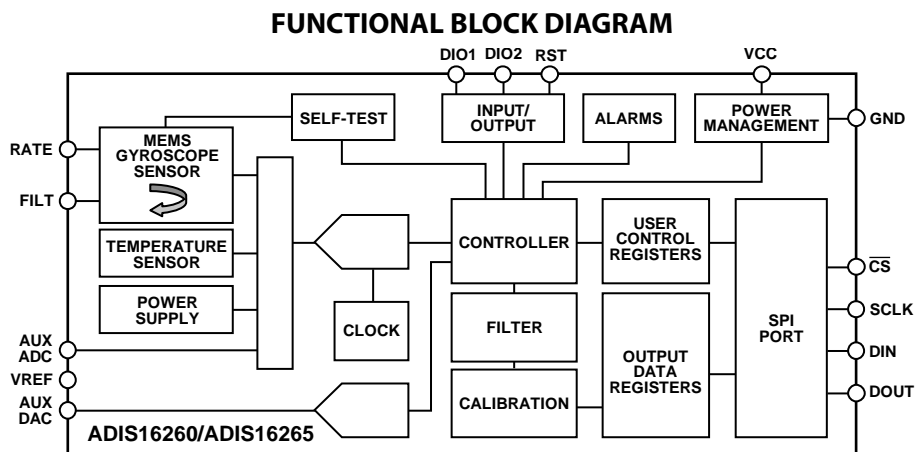 FUNCTIONAL BLOCK DIAGRAM
DIO1 DIO2 RST VCC
SELF-TEST
INPUT/
OUTPUT
ALARMS
POWER
MANAGEMENT
GND
RATE
FILT
MEMS
GYROSCOPE
SENSOR
TEMPERATURE
SENSOR
POWER
SUPPLY
CLOCK
CONTROLLER
FILTER
CALIBRATION
USER
CONTROL
REGISTERS
OUTPUT
DATA
REGISTERS
SPI
PORT
CS
SCLK
DIN
DOUT
AUX
ADC
VREF
AUX
DAC
ADIS16260/ADIS16265